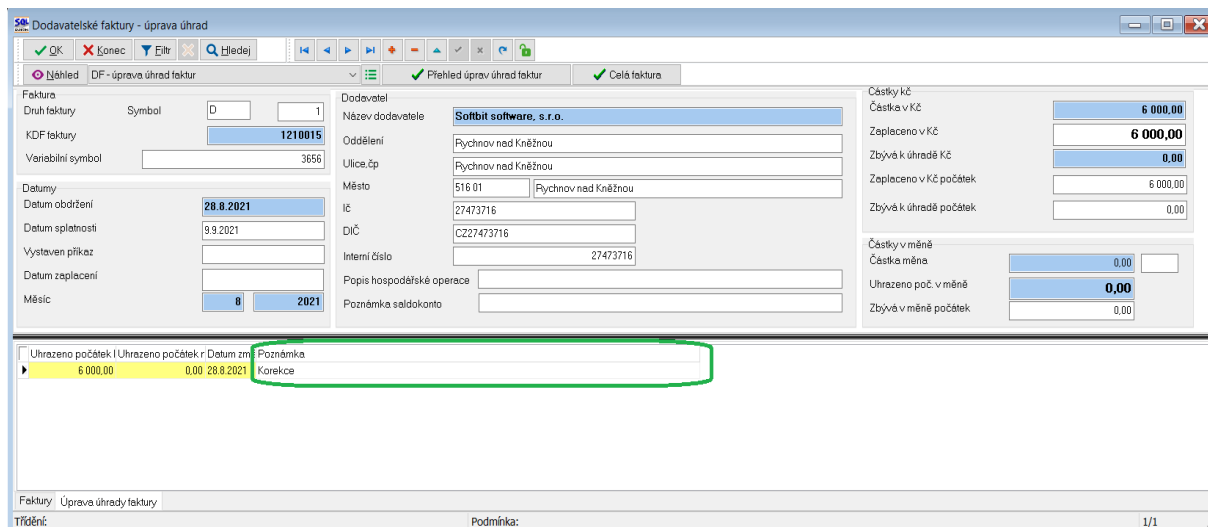 SQL Dodavatelské faktury - úprava úhrad
OK Konec Filtr Hledej
Náhled DF - úprava úhrad faktur Přehled úprav úhrad faktur Celá faktura
Faktura
Druh faktury Symbol D 1
KDF faktury 1210015
Variabilní symbol 3656
Datumy
Datum obdržení 28.8.2021
Datum splatnosti 9.9.2021
Vystaven příkaz
Datum zaplacení
Měsíc 8 2021
Dodavatel
Název dodavatele Softbit software, s.r.o.
Oddělení Rychnov nad Kněžnou
Ulice,čp Rychnov nad Kněžnou
Město 516 01 Rychnov nad Kněžnou
Ič 27473716
DIČ CZ27473716
Interní číslo 27473716
Popis hospodářské operace
Poznámka saldokonto
Částky kč
Částka v Kč 6 000,00
Zaplaceno v Kč 6 000,00
Zbývá k úhradě Kč 0,00
Zaplaceno v Kč počátek 6 000,00
Zbývá k úhradě počátek 0,00
Částky v měně
Částka měna 0,00
Uhrazeno poč. v měně 0,00
Zbývá v měně počátek 0,00
Uhrazeno počátek Uhrazeno počátek Datum změ Poznámka
6 000,00 0,00 28.8.2021 Korekce
Faktury Úprava úhrady faktury
Třídění: Podmínka: 1/1